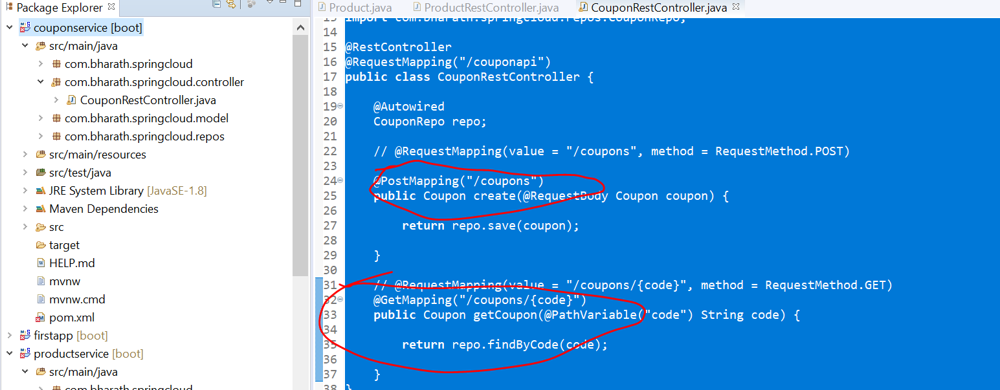 Package Explorer
couponservice [boot]
src/main/java
com.bharath.springcloud
com.bharath.springcloud.controller
CouponRestController.java
com.bharath.springcloud.model
com.bharath.springcloud.repos
src/main/resources
src/test/java
JRE System Library [JavaSE-1.8]
Maven Dependencies
src
target
HELP.md
mvnw
mvnw.cmd
pom.xml
firstapp [boot]
productservice [boot]
src/main/java
com.bharath.springcloud
Product.java ProductRestController.java CouponRestController.java
13 import com.bharath.springcloud.repos.CouponRepo;
14
15 @RestController
16 @RequestMapping("/couponapi")
17 public class CouponRestController {
18
19 @Autowired
20 CouponRepo repo;
21
22 // @RequestMapping(value = "/coupons", method = RequestMethod.POST)
23
24 @PostMapping("/coupons")
25 public Coupon create(@RequestBody Coupon coupon) {
26
27 return repo.save(coupon);
28
29 }
30
31 // @RequestMapping(value = "/coupons/{code}", method = RequestMethod.GET)
32 @GetMapping("/coupons/{code}")
33 public Coupon getCoupon(@PathVariable("code") String code) {
34
35 return repo.findByCode(code);
36
37 }
38 }